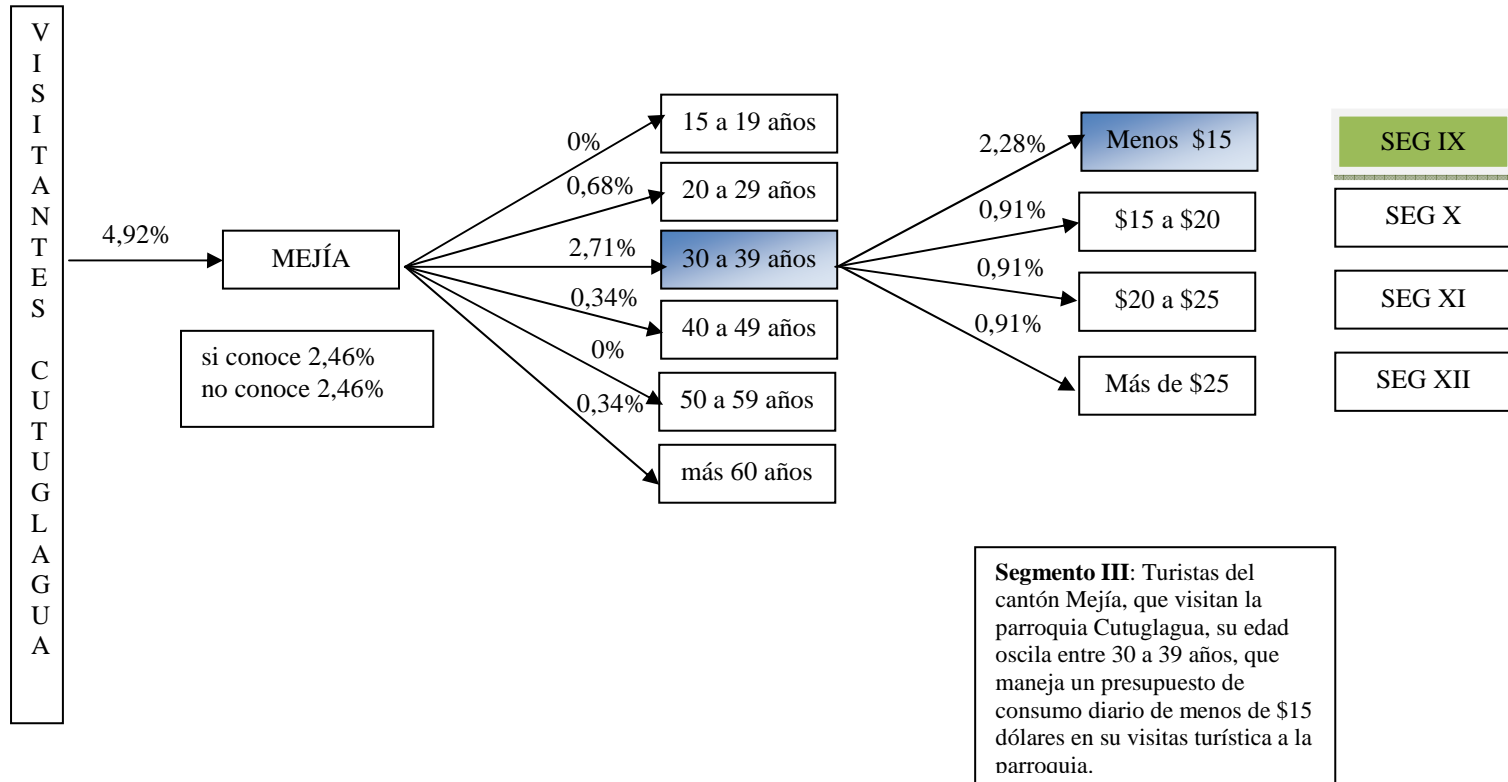 VISITANTES CUTUGLAGUA
4,92%
MEJÍA
si conoce 2,46%
no conoce 2,46%
0%
15 a 19 años
0,68%
20 a 29 años
2,71%
30 a 39 años
0,34%
40 a 49 años
0%
50 a 59 años
0,34%
más 60 años
2,28%
Menos $15
SEG IX
0,91%
$15 a $20
SEG X
0,91%
$20 a $25
SEG XI
0,91%
Más de $25
SEG XII
Segmento III: Turistas del
cantón Mejía, que visitan la
parroquia Cutuglagua, su edad
oscila entre 30 a 39 años, que
maneja un presupuesto de
consumo diario de menos de $15
dólares en su visitas turística a la
parroquia.